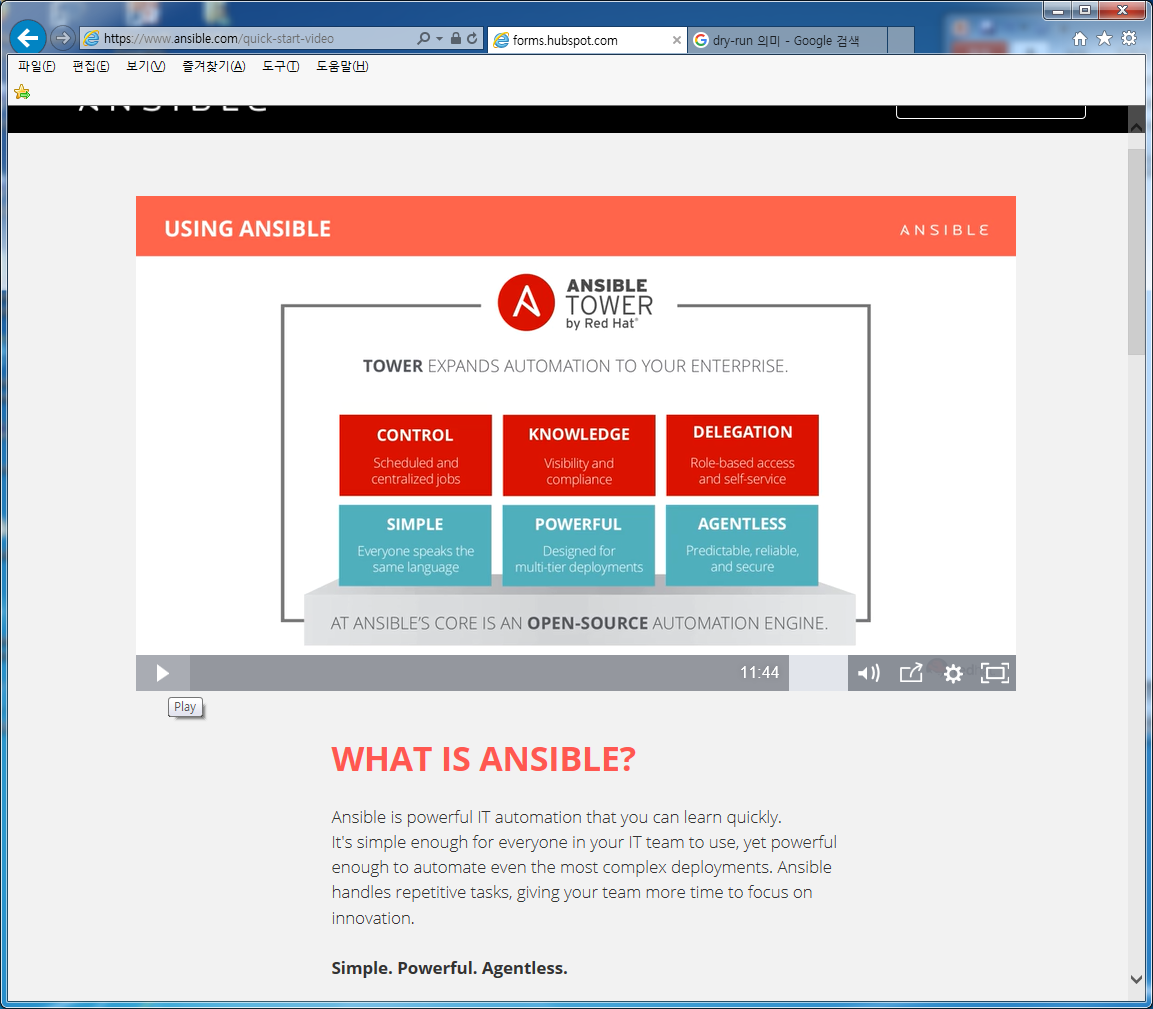 https://www.ansible.com/quick-start-video
forms.hubspot.com
dry-run 의미 - Google 검색
파일(F) 편집(E) 보기(V) 즐겨찾기(A) 도구(T) 도움말(H)
ANSIBLE
USING ANSIBLE
ANSIBLE
ANSIBLE
TOWER
by Red Hat®
TOWER EXPANDS AUTOMATION TO YOUR ENTERPRISE.
CONTROL
Scheduled and
centralized jobs
KNOWLEDGE
Visibility and
compliance
DELEGATION
Role-based access
and self-service
SIMPLE
Everyone speaks the
same language
POWERFUL
Designed for
multi-tier deployments
AGENTLESS
Predictable, reliable,
and secure
AT ANSIBLE'S CORE IS AN OPEN-SOURCE AUTOMATION ENGINE.
11:44
Play
WHAT IS ANSIBLE?
Ansible is powerful IT automation that you can learn quickly.
It's simple enough for everyone in your IT team to use, yet powerful
enough to automate even the most complex deployments. Ansible
handles repetitive tasks, giving your team more time to focus on
innovation.
Simple. Powerful. Agentless.